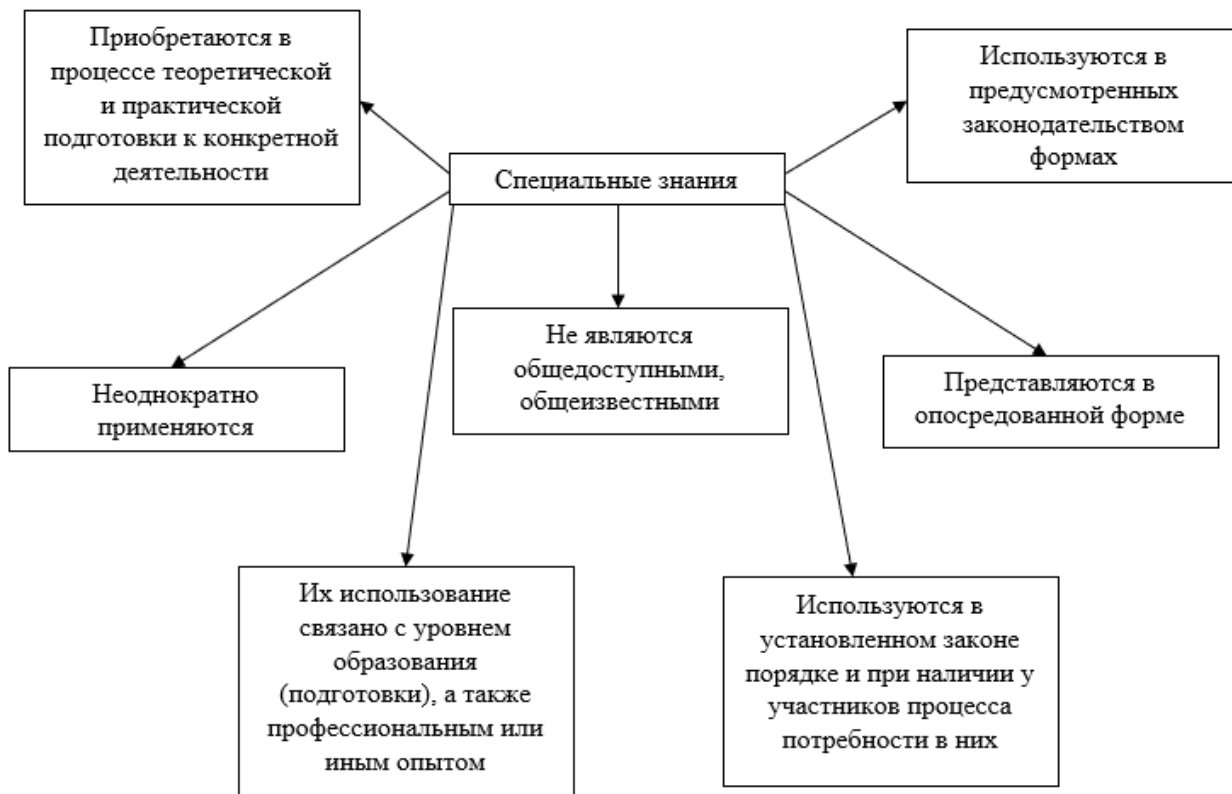 Приобретаются в
процессе теоретической
и практической
подготовки к конкретной
деятельности
Используются в
предусмотренных
законодательством
формах
Специальные знания
Неоднократно
применяются
Не являются
общедоступными,
общеизвестными
Представляются в
опосредованной форме
Их использование
связано с уровнем
образования
(подготовки), а также
профессиональным или
иным опытом
Используются в
установленном законе
порядке и при наличии у
участников процесса
потребности в них